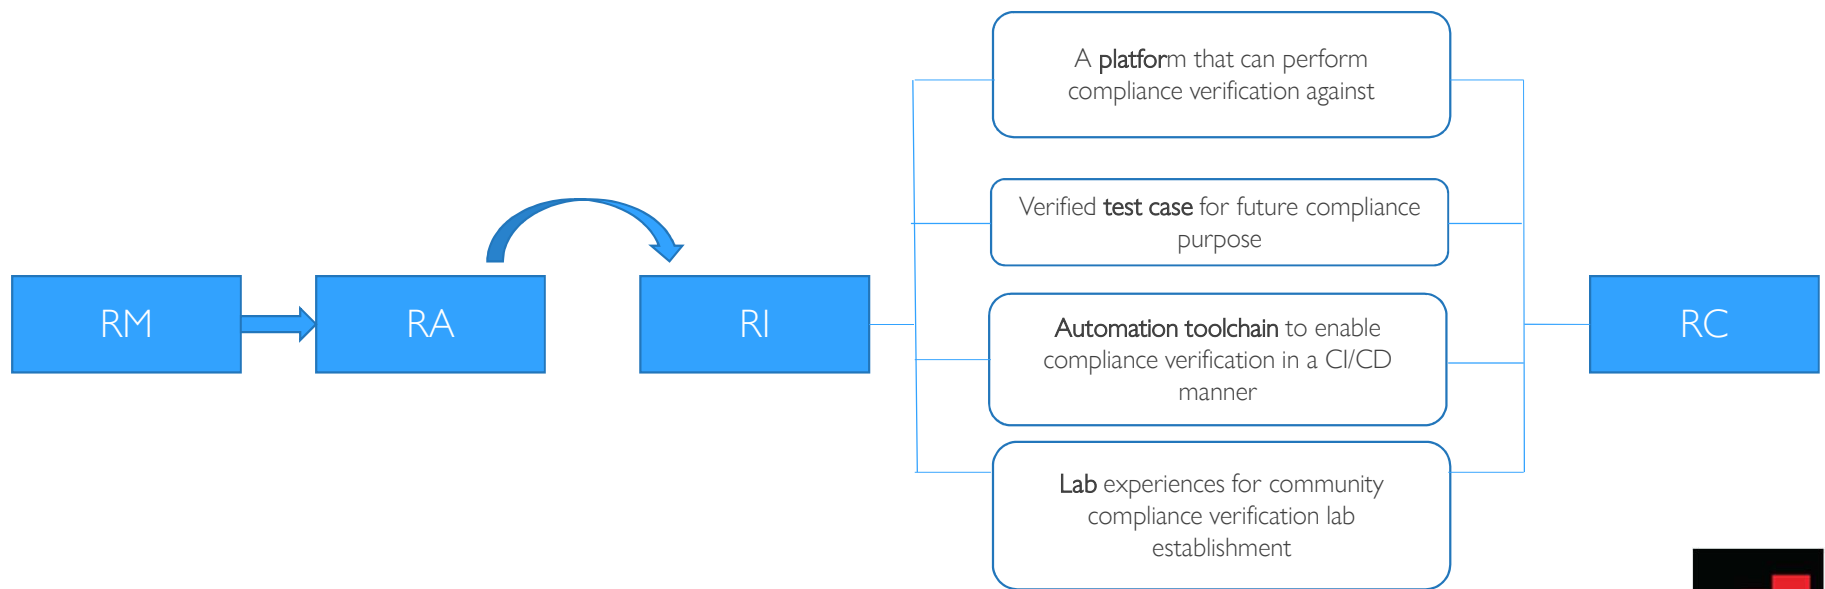 RM
RA
RI
A platform that can perform
compliance verification against
Verified test case for future compliance
purpose
Automation toolchain to enable
compliance verification in a CI/CD
manner
Lab experiences for community
compliance verification lab
establishment
RC